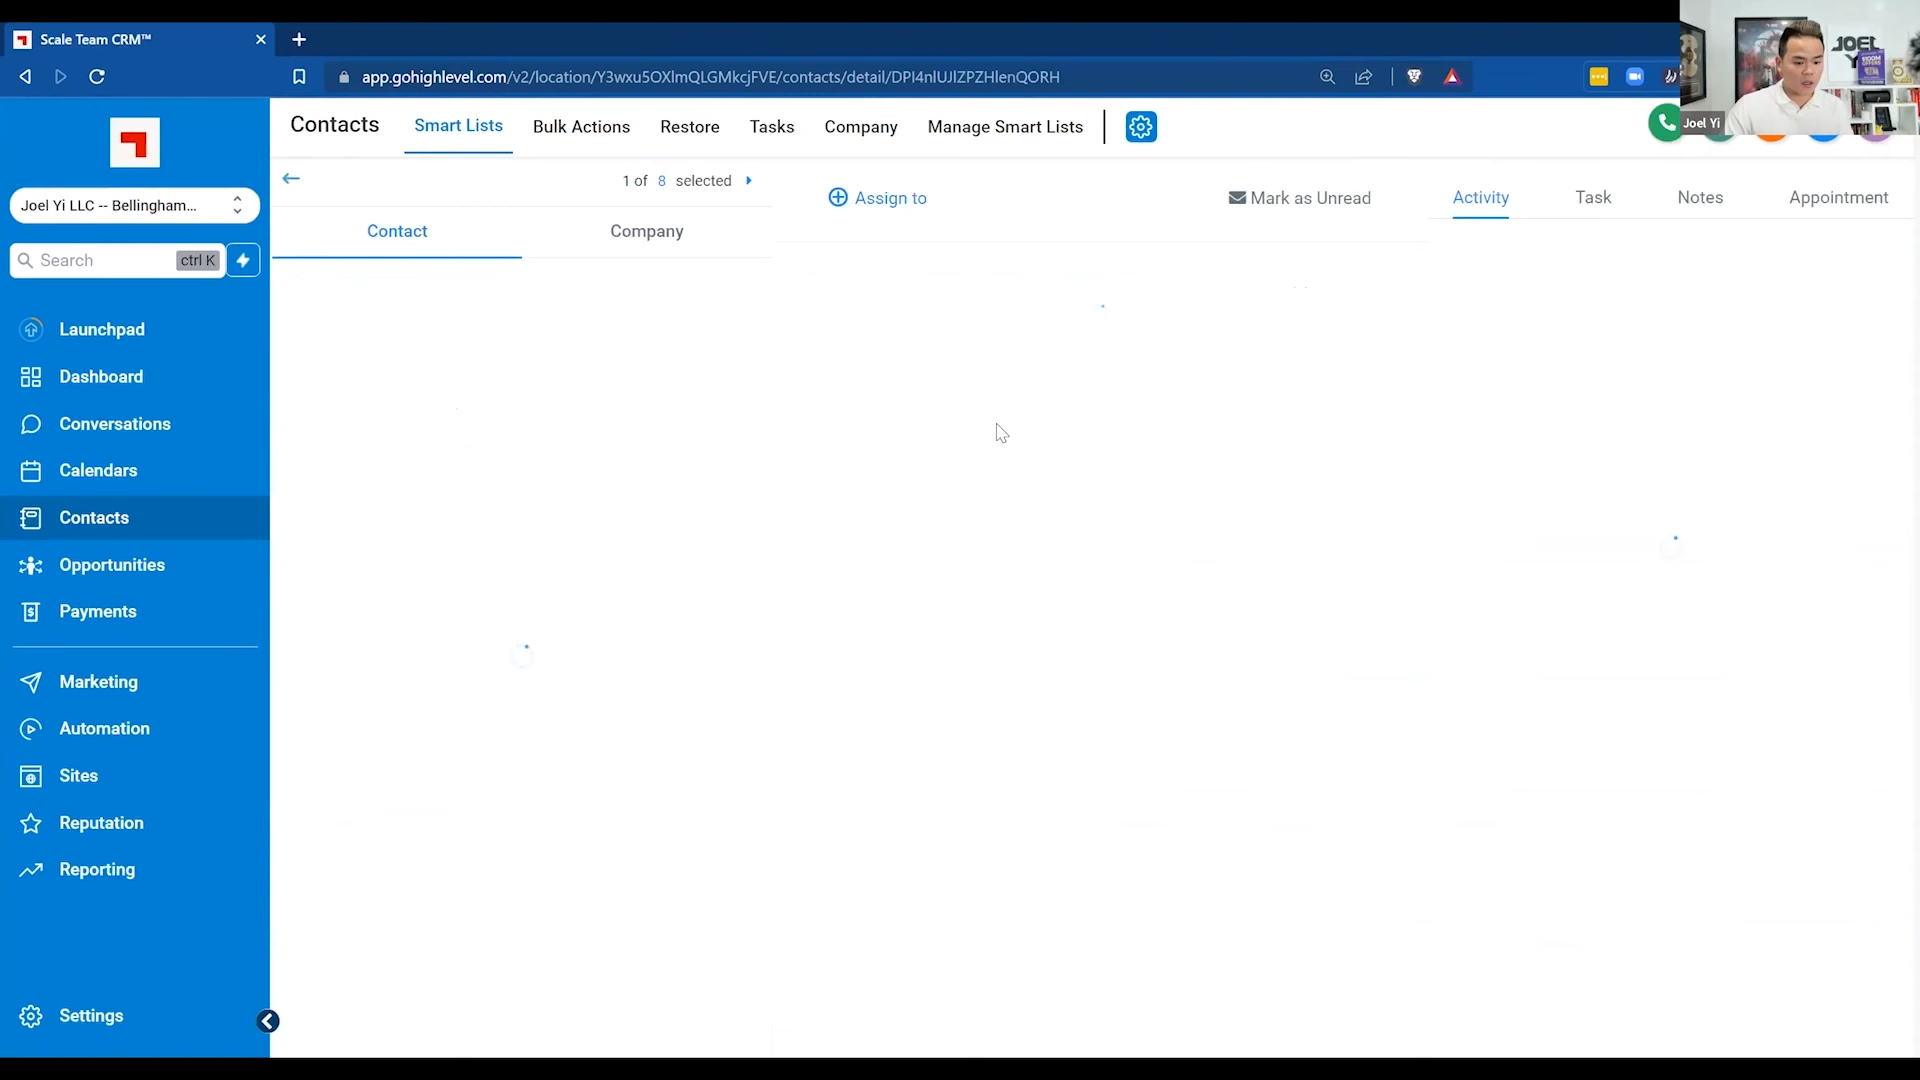 Scale Team CRM™
app.gohighlevel.com/v2/location/Y3wxu5OXlmQLGMkcjFVE/contacts/detail/DPI4nlUJlZPZHlenQORH
JOEL
Joel Yi
Contacts
Smart Lists
Bulk Actions
Restore
Tasks
Company
Manage Smart Lists
Joel Yi LLC -- Bellingham...
Search
ctrl K
1 of 8 selected
Contact
Company
Assign to
Mark as Unread
Activity
Task
Notes
Appointment
Launchpad
Dashboard
Conversations
Calendars
Contacts
Opportunities
Payments
Marketing
Automation
Sites
Reputation
Reporting
Settings